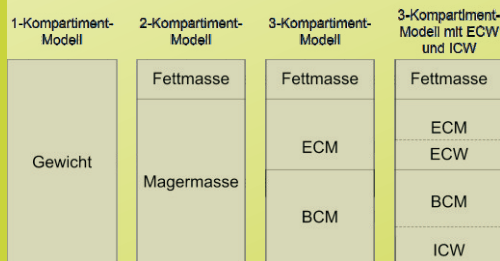 1-Kompartiment-
Modell
Gewicht
2-Kompartiment-
Modell
Fettmasse
Magermasse
3-Kompartiment-
Modell
Fettmasse
ECM
BCM
3-Kompartiment-
Modell mit ECW
und ICW
Fettmasse
ECM
ECW
BCM
ICW